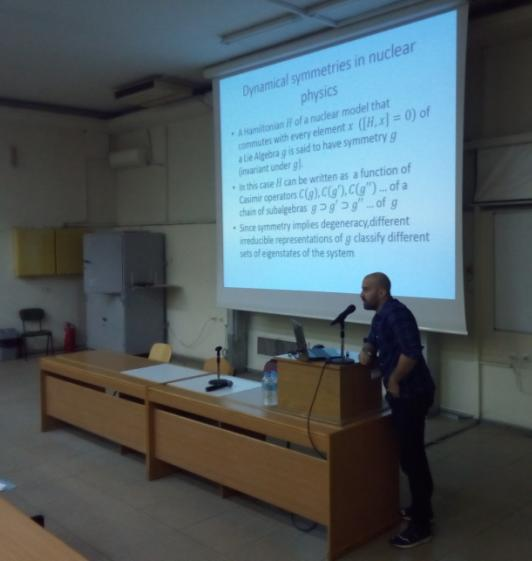 Dynamical symmetries in nuclear
physics
• A Hamiltonian H of a nuclear model that
commutes with every element x ([H, x] = 0) of
a Lie Algebra g is said to have symmetry g
(invariant under g).
• In this case H can be written as a function of
Casimir operators C(g), C(g′), C(g″) ... of a
chain of subalgebras g ⊃ g′ ⊃ g″ ... of g
• Since symmetry implies degeneracy,different
irreducible representations of g classify different
sets of eigenstates of the system